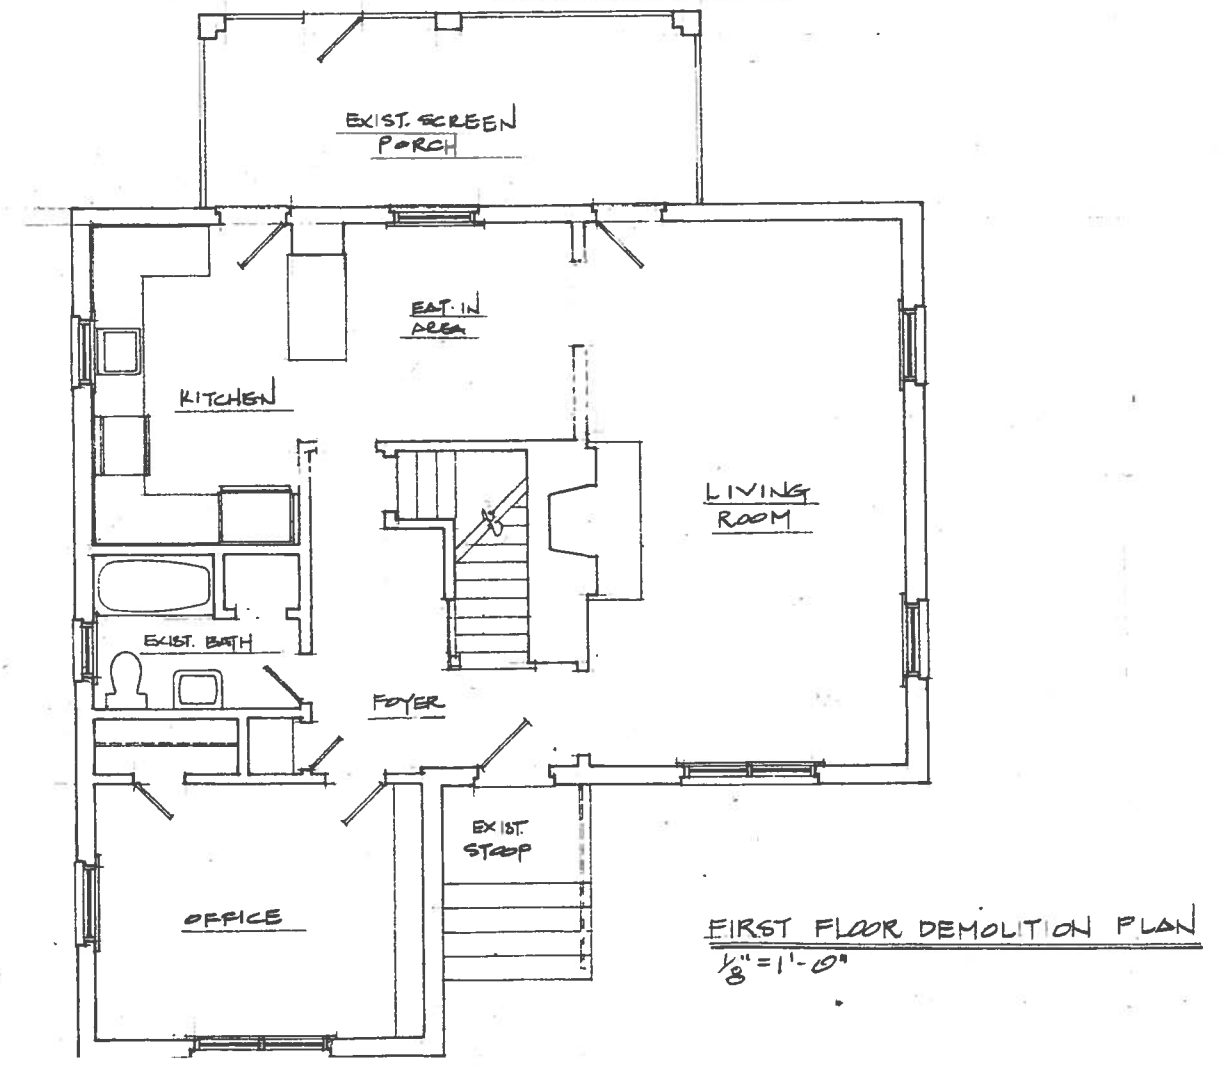 EXIST. SCREEN
PORCH
EAT-IN
AREA
KITCHEN
LIVING
ROOM
EXIST. BATH
FOYER
EXIST.
STOOP
OFFICE
FIRST FLOOR DEMOLITION PLAN
1/8" = 1'-0"